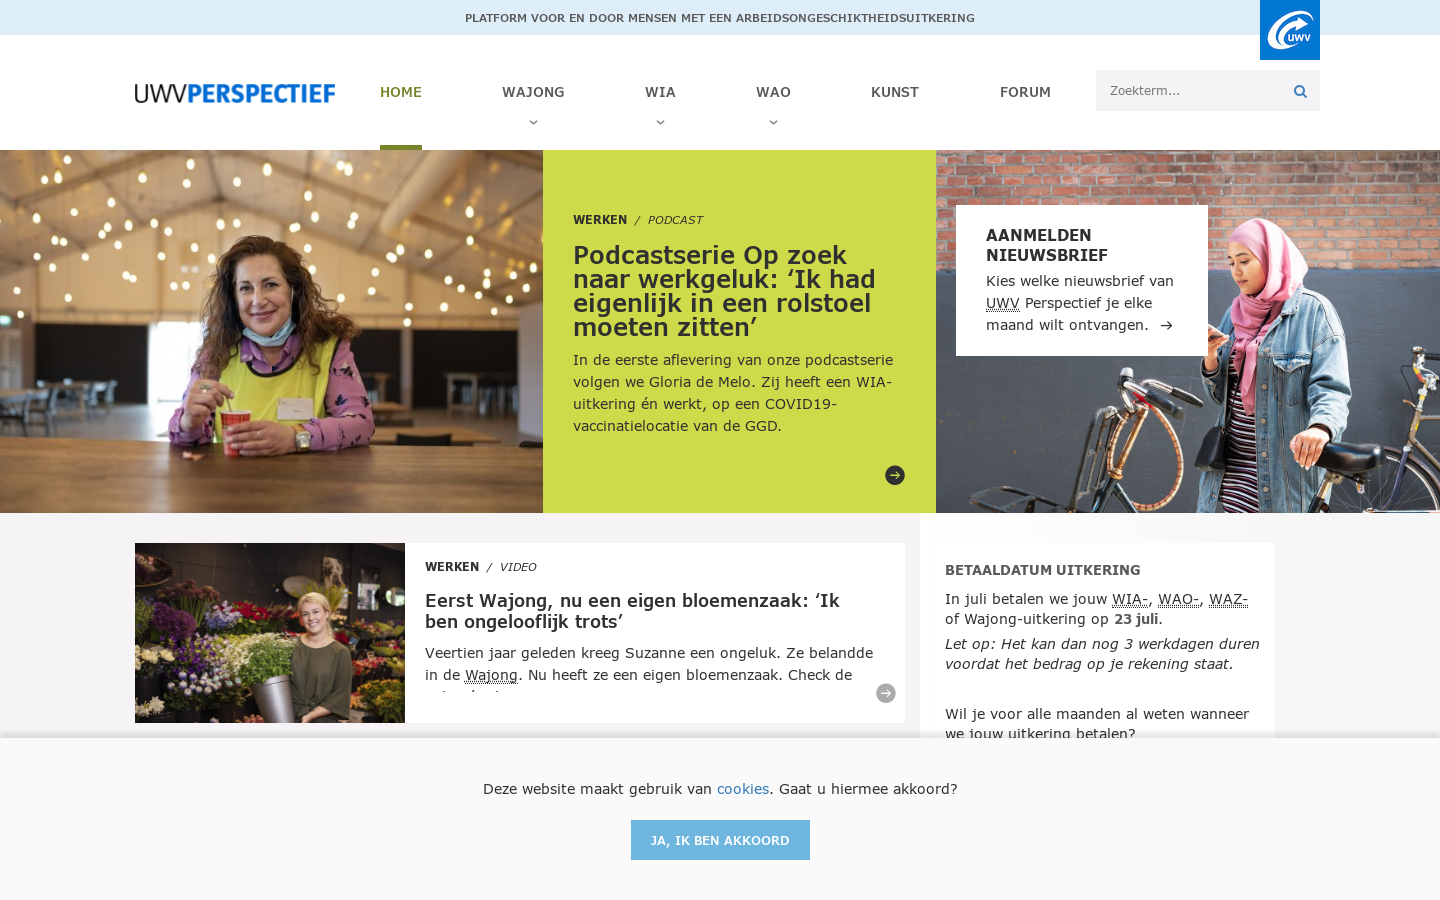 PLATFORM VOOR EN DOOR MENSEN MET EEN ARBEIDSONGESCHIKTHEIDSUITKERING
UWV
UWVPERSPECTIEF
HOME
WAJONG
WIA
WAO
KUNST
FORUM
Zoekterm...
WERKEN / PODCAST
Podcastserie Op zoek
naar werkgeluk: ‘Ik had
eigenlijk in een rolstoel
moeten zitten’
In de eerste aflevering van onze podcastserie
volgen we Gloria de Melo. Zij heeft een WIA-
uitkering én werkt, op een COVID19-
vaccinatielocatie van de GGD.
AANMELDEN
NIEUWSBRIEF
Kies welke nieuwsbrief van
UWV Perspectief je elke
maand wilt ontvangen. →
WERKEN / VIDEO
Eerst Wajong, nu een eigen bloemenzaak: ‘Ik
ben ongelooflijk trots’
Veertien jaar geleden kreeg Suzanne een ongeluk. Ze belandde
in de Wajong. Nu heeft ze een eigen bloemenzaak. Check de
BETAALDATUM UITKERING
In juli betalen we jouw WIA-, WAO-, WAZ-
of Wajong-uitkering op 23 juli.
Let op: Het kan dan nog 3 werkdagen duren
voordat het bedrag op je rekening staat.
Wil je voor alle maanden al weten wanneer
we jouw uitkering betalen?
Deze website maakt gebruik van cookies. Gaat u hiermee akkoord?
JA, IK BEN AKKOORD